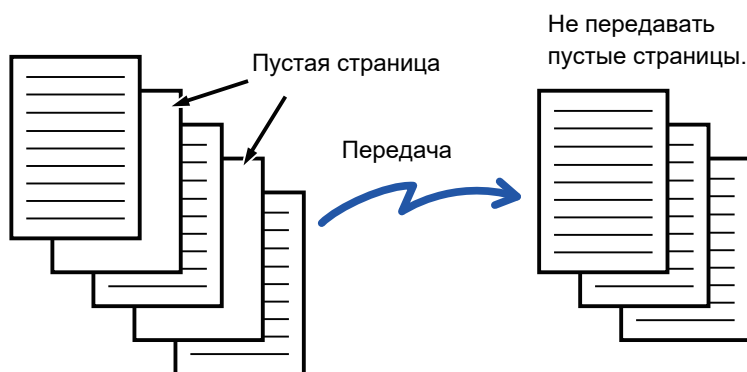 Не передавать
пустые страницы.
Пустая страница
Передача